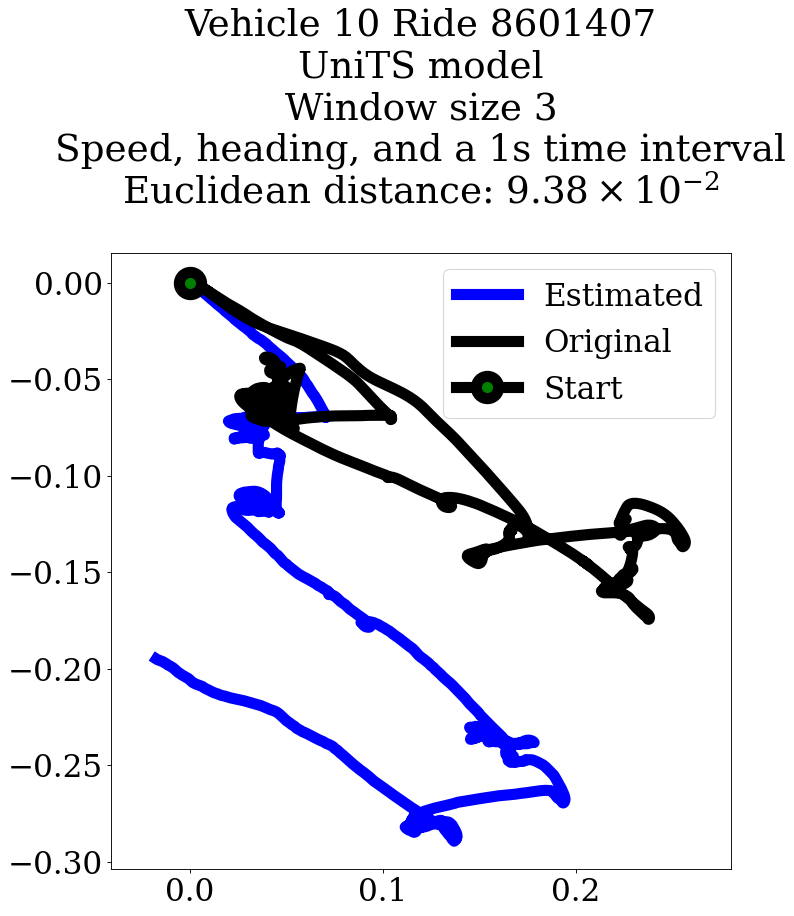 Vehicle 10 Ride 8601407
UniTS model
Window size 3
Speed, heading, and a 1s time interval
Euclidean distance: 9.38 × 10⁻²
Estimated
Original
Start
0.00
−0.05
−0.10
−0.15
−0.20
−0.25
−0.30
0.0 0.1 0.2